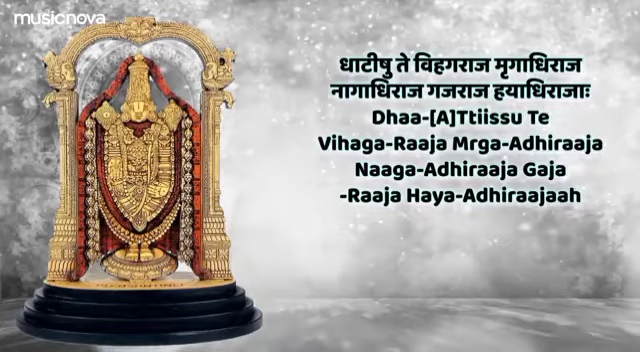 musicnova
धाटीषु ते विहगराज मृगाधिराज
नागाधिराज गजराज हयाधिराजाः
Dhaa-[A]Ttiissu Te
Vihaga-Raaja Mrga-Adhiraaja
Naaga-Adhiraaja Gaja
-Raaja Haya-Adhiraajaah